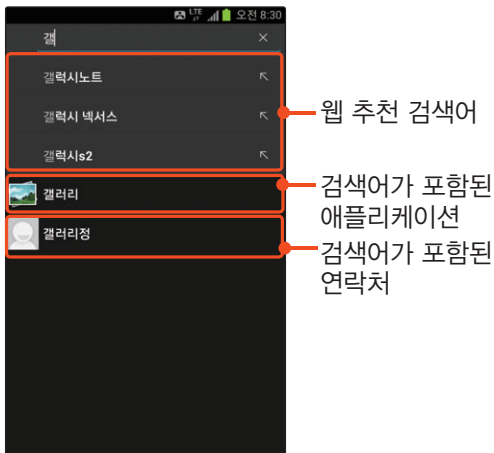 LTE 오전 8:30
갤
갤럭시노트
갤럭시 넥서스
갤럭시s2
갤러리
갤러리정
웹 추천 검색어
검색어가 포함된
애플리케이션
검색어가 포함된
연락처